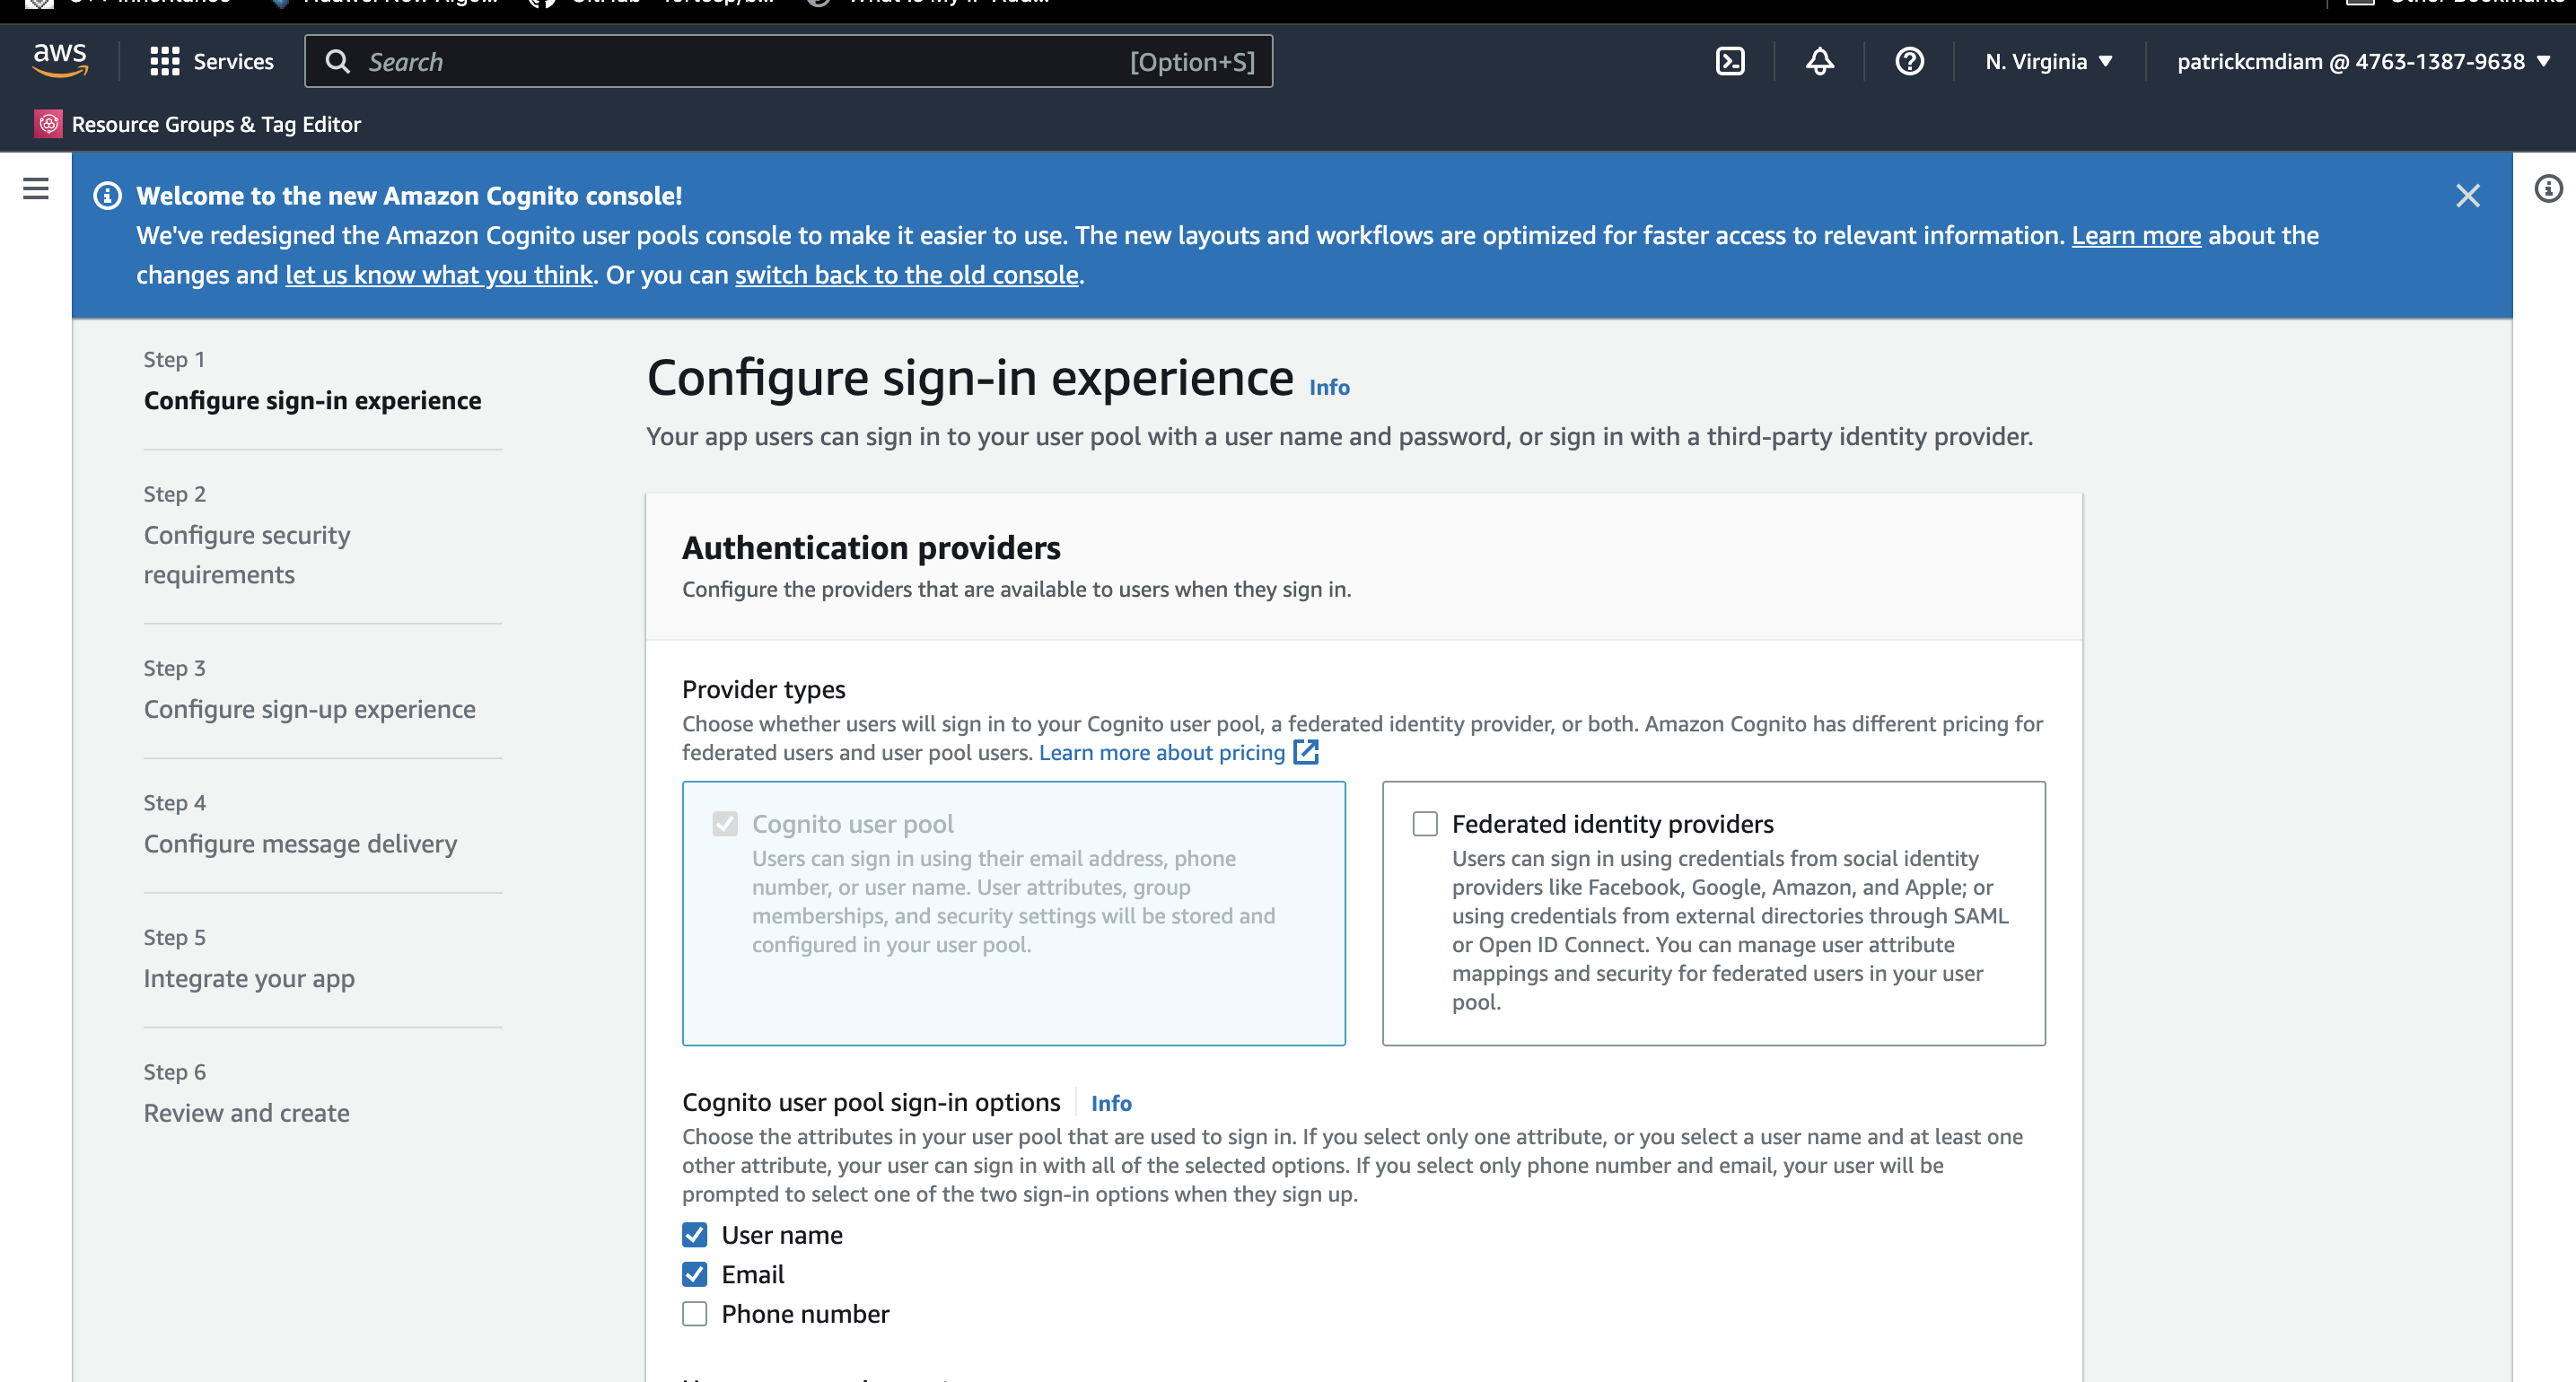 aws
Services
Search
[Option+S]
N. Virginia
patrickcmdiam @ 4763-1387-9638
Resource Groups & Tag Editor
Welcome to the new Amazon Cognito console!
We've redesigned the Amazon Cognito user pools console to make it easier to use. The new layouts and workflows are optimized for faster access to relevant information. Learn more about the
changes and let us know what you think. Or you can switch back to the old console.
Step 1
Configure sign-in experience
Step 2
Configure security
requirements
Step 3
Configure sign-up experience
Step 4
Configure message delivery
Step 5
Integrate your app
Step 6
Review and create
Configure sign-in experience Info
Your app users can sign in to your user pool with a user name and password, or sign in with a third-party identity provider.
Authentication providers
Configure the providers that are available to users when they sign in.
Provider types
Choose whether users will sign in to your Cognito user pool, a federated identity provider, or both. Amazon Cognito has different pricing for
federated users and user pool users. Learn more about pricing
Cognito user pool
Users can sign in using their email address, phone
number, or user name. User attributes, group
memberships, and security settings will be stored and
configured in your user pool.
Federated identity providers
Users can sign in using credentials from social identity
providers like Facebook, Google, Amazon, and Apple; or
using credentials from external directories through SAML
or Open ID Connect. You can manage user attribute
mappings and security for federated users in your user
pool.
Cognito user pool sign-in options Info
Choose the attributes in your user pool that are used to sign in. If you select only one attribute, or you select a user name and at least one
other attribute, your user can sign in with all of the selected options. If you select only phone number and email, your user will be
prompted to select one of the two sign-in options when they sign up.
User name
Email
Phone number